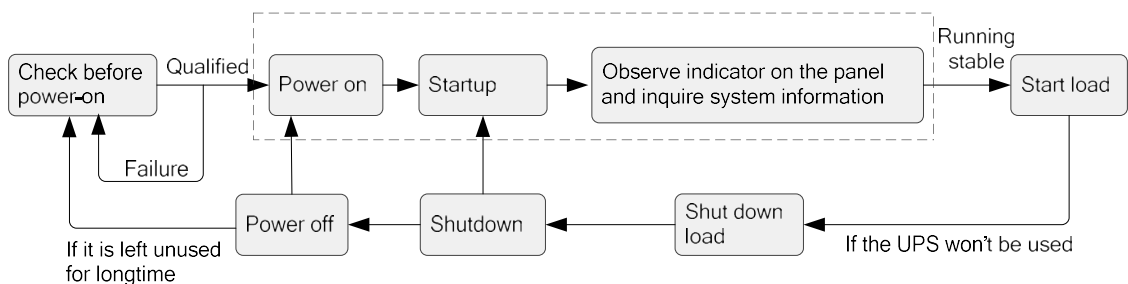 Check before
power-on
Qualified
Failure
Power on
Startup
Observe indicator on the panel
and inquire system information
Running
stable
Start load
Power off
Shutdown
Shut down
load
If the UPS won't be used
If it is left unused
for longtime